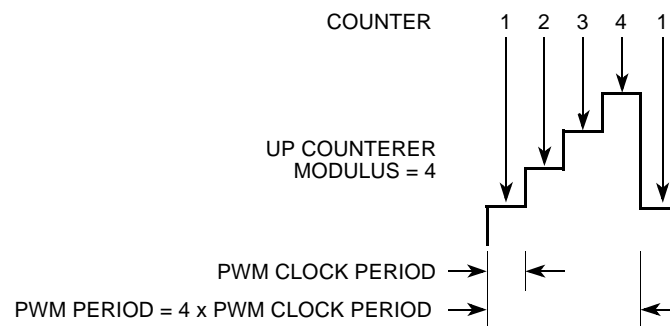 COUNTER 1 2 3 4 1
UP COUNTERER
MODULUS = 4
PWM CLOCK PERIOD
PWM PERIOD = 4 x PWM CLOCK PERIOD